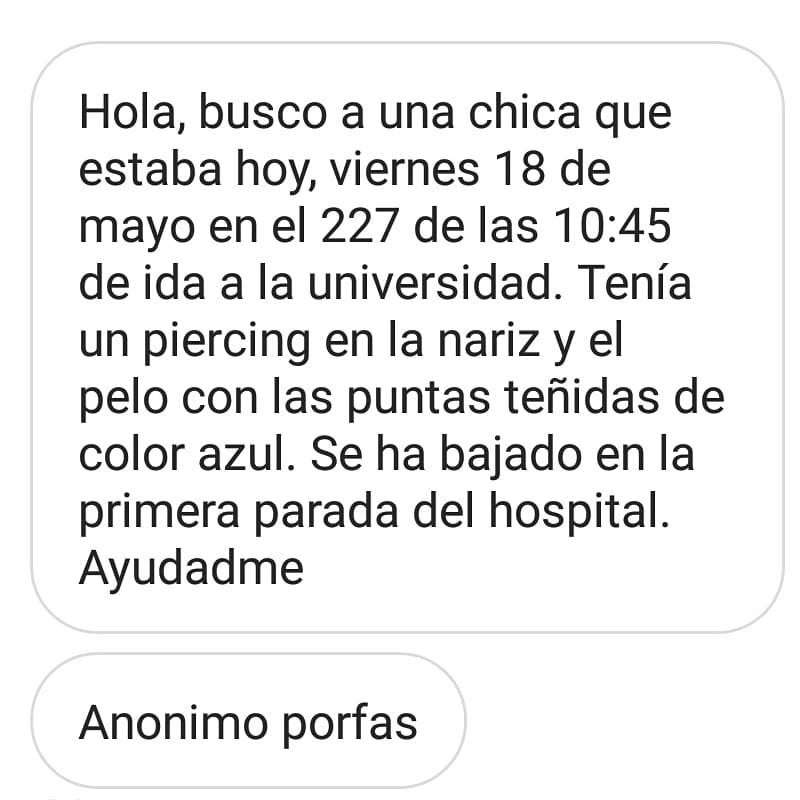 Hola, busco a una chica que
estaba hoy, viernes 18 de
mayo en el 227 de las 10:45
de ida a la universidad. Tenía
un piercing en la nariz y el
pelo con las puntas teñidas de
color azul. Se ha bajado en la
primera parada del hospital.
Ayudadme
Anonimo porfas